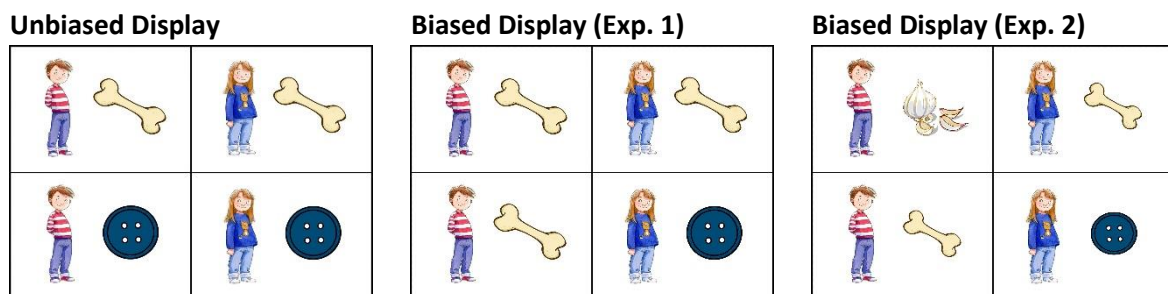 Unbiased Display
Biased Display (Exp. 1)
Biased Display (Exp. 2)